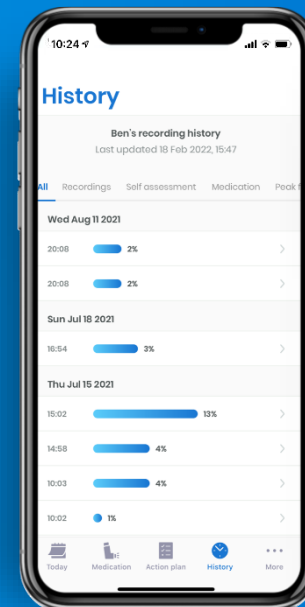 10:24
History
Ben's recording history
Last updated 18 Feb 2022, 15:47
All Recordings Self assessment Medication Peak
Wed Aug 11 2021
20:08 2%
20:08 2%
Sun Jul 18 2021
16:54 3%
Thu Jul 15 2021
15:02 13%
14:58 4%
10:03 4%
10:02 1%
Today Medication Action plan History More